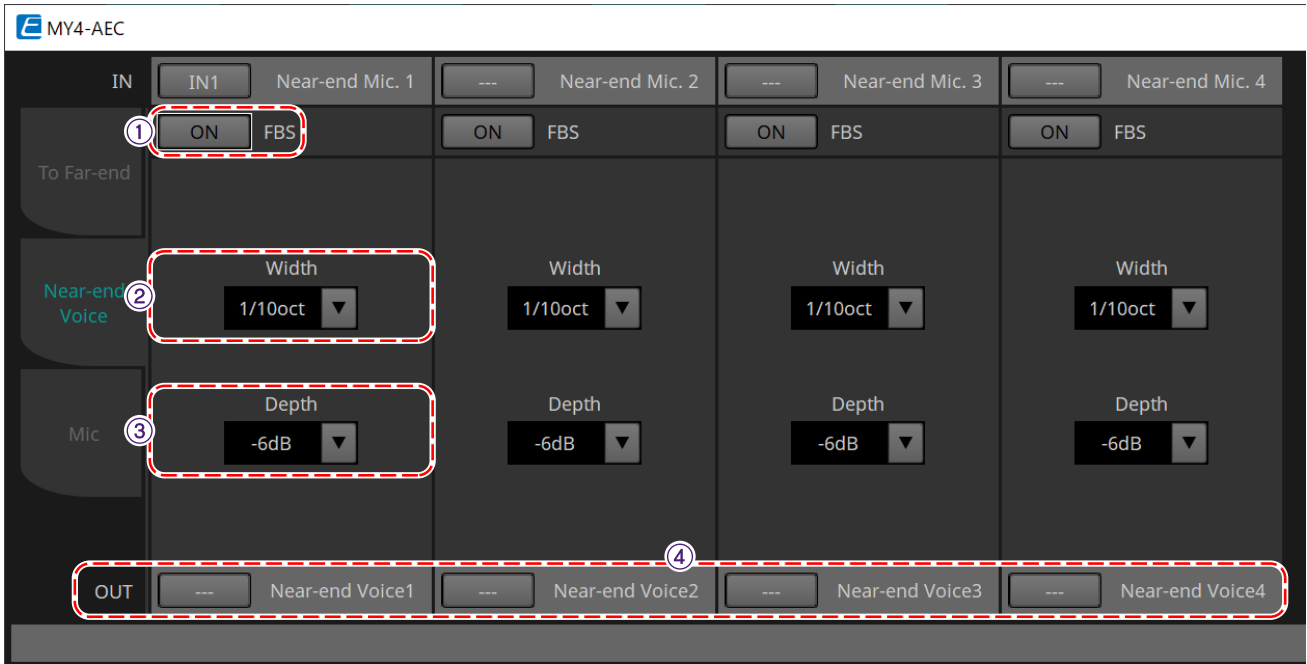 MY4-AEC
IN IN1 Near-end Mic. 1 --- Near-end Mic. 2 --- Near-end Mic. 3 --- Near-end Mic. 4
① ON FBS ON FBS ON FBS ON FBS
To Far-end
Near-end
Voice
②
Width Width Width Width
1/10oct ▼ 1/10oct ▼ 1/10oct ▼ 1/10oct ▼
Mic
③
Depth Depth Depth Depth
-6dB ▼ -6dB ▼ -6dB ▼ -6dB ▼
④
OUT --- Near-end Voice1 --- Near-end Voice2 --- Near-end Voice3 --- Near-end Voice4